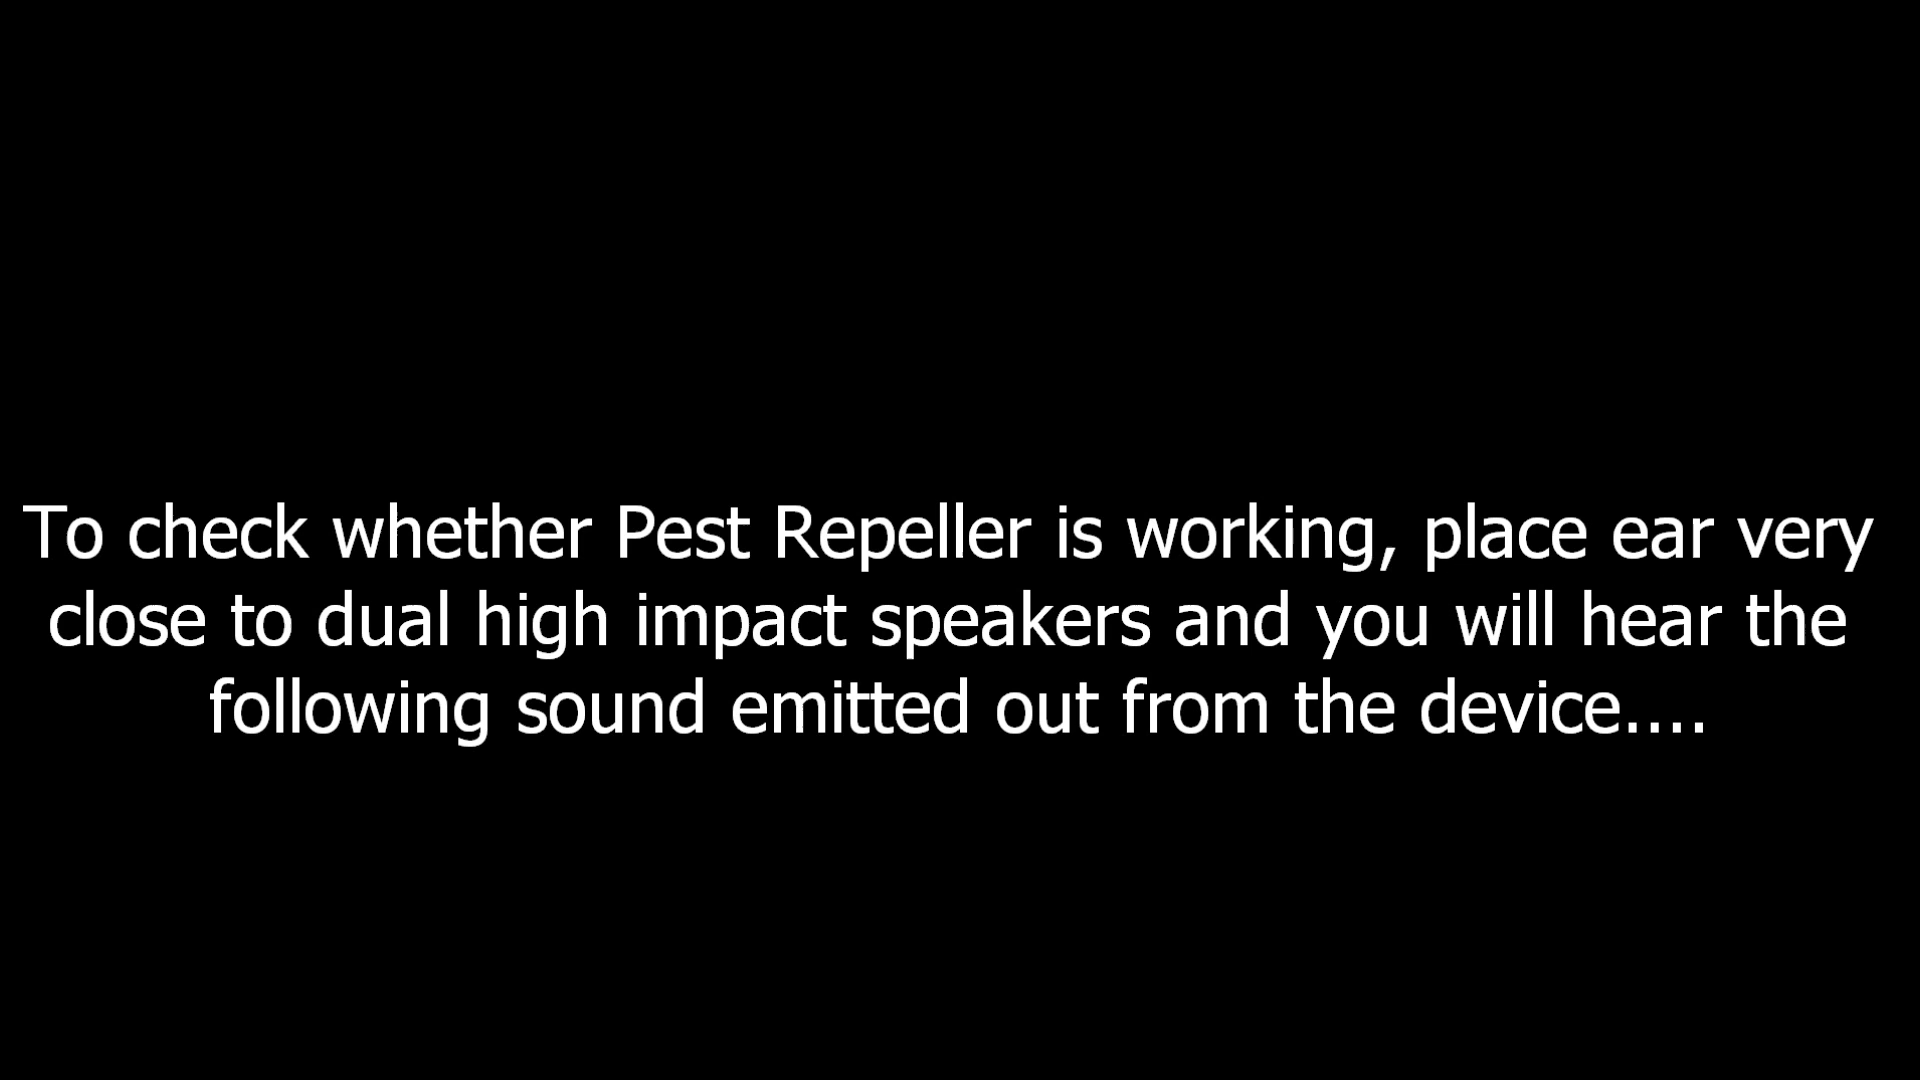 To check whether Pest Repeller is working, place ear very
close to dual high impact speakers and you will hear the
following sound emitted out from the device....